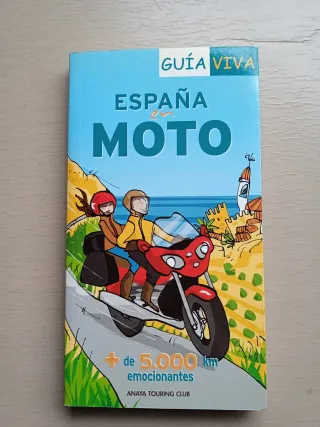 GUÍA VIVA
ESPAÑA
en
MOTO
+ de 5.000 km
emocionantes
ANAYA TOURING CLUB